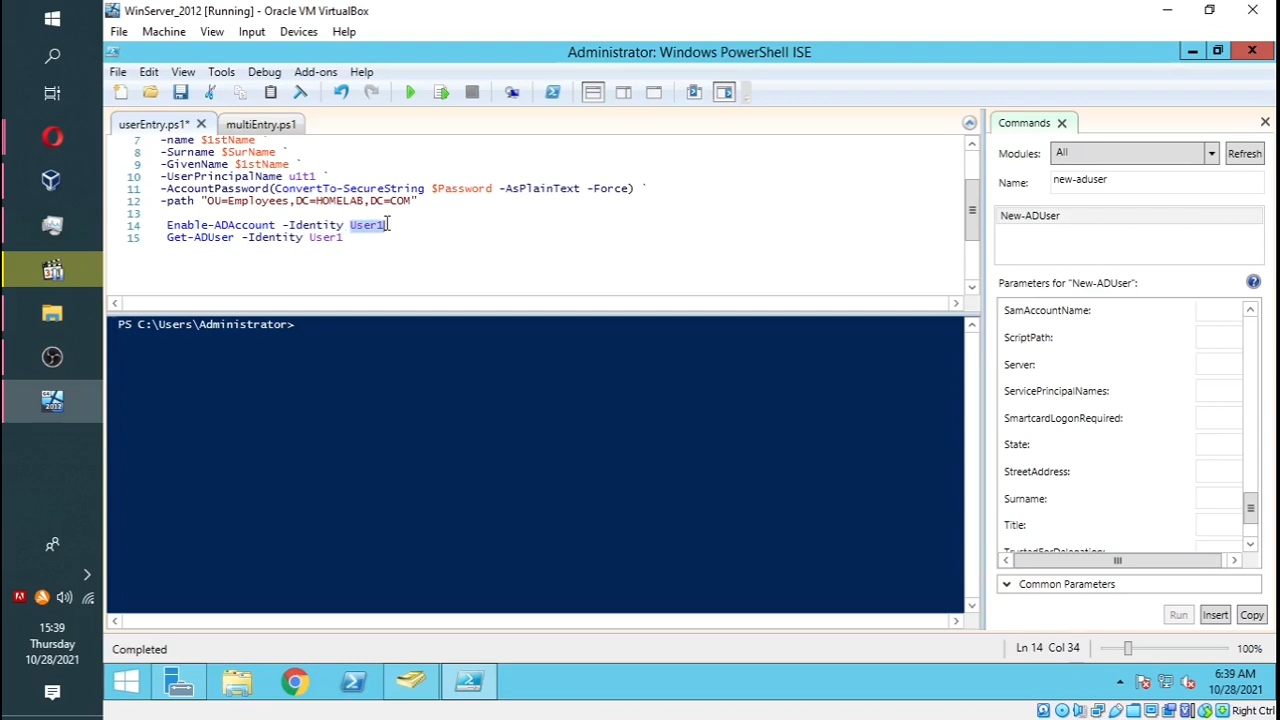 WinServer_2012 [Running] - Oracle VM VirtualBox
File Machine View Input Devices Help
Administrator: Windows PowerShell ISE
File Edit View Tools Debug Add-ons Help
userEntry.ps1* multiEntry.ps1
7 -name $1stName `
8 -Surname $SurName `
9 -GivenName $1stName `
10 -UserPrincipalName u1t1 `
11 -AccountPassword(ConvertTo-SecureString $Password -AsPlainText -Force) `
12 -path "OU=Employees,DC=HOMELAB,DC=COM"
13
14 Enable-ADAccount -Identity User1
15 Get-ADUser -Identity User1
PS C:\Users\Administrator>
Completed
Ln 14 Col 34 100%
Commands
Modules: All Refresh
Name: new-aduser
New-ADUser
Parameters for "New-ADUser":
SamAccountName:
ScriptPath:
Server:
ServicePrincipalNames:
SmartcardLogonRequired:
State:
StreetAddress:
Surname:
Title:
TrustedForDelegation:
Common Parameters
Run Insert Copy
15:39
Thursday
10/28/2021
6:39 AM
10/28/2021
Right Ctrl